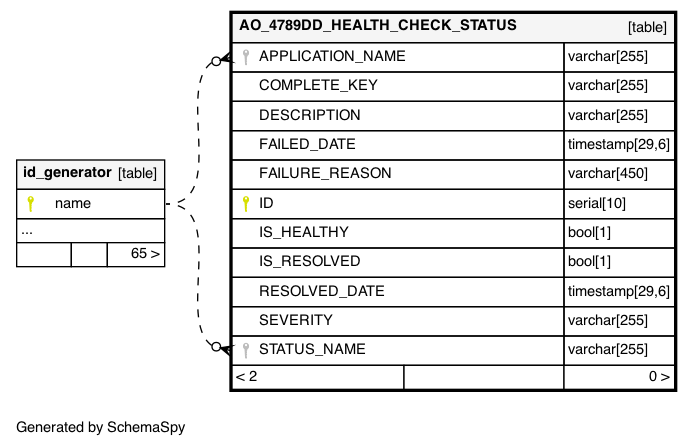 AO_4789DD_HEALTH_CHECK_STATUS [table]
APPLICATION_NAME varchar[255]
COMPLETE_KEY varchar[255]
DESCRIPTION varchar[255]
FAILED_DATE timestamp[29,6]
FAILURE_REASON varchar[450]
ID serial[10]
IS_HEALTHY bool[1]
IS_RESOLVED bool[1]
RESOLVED_DATE timestamp[29,6]
SEVERITY varchar[255]
STATUS_NAME varchar[255]
< 2 0 >
id_generator [table]
name
...
65 >
Generated by SchemaSpy